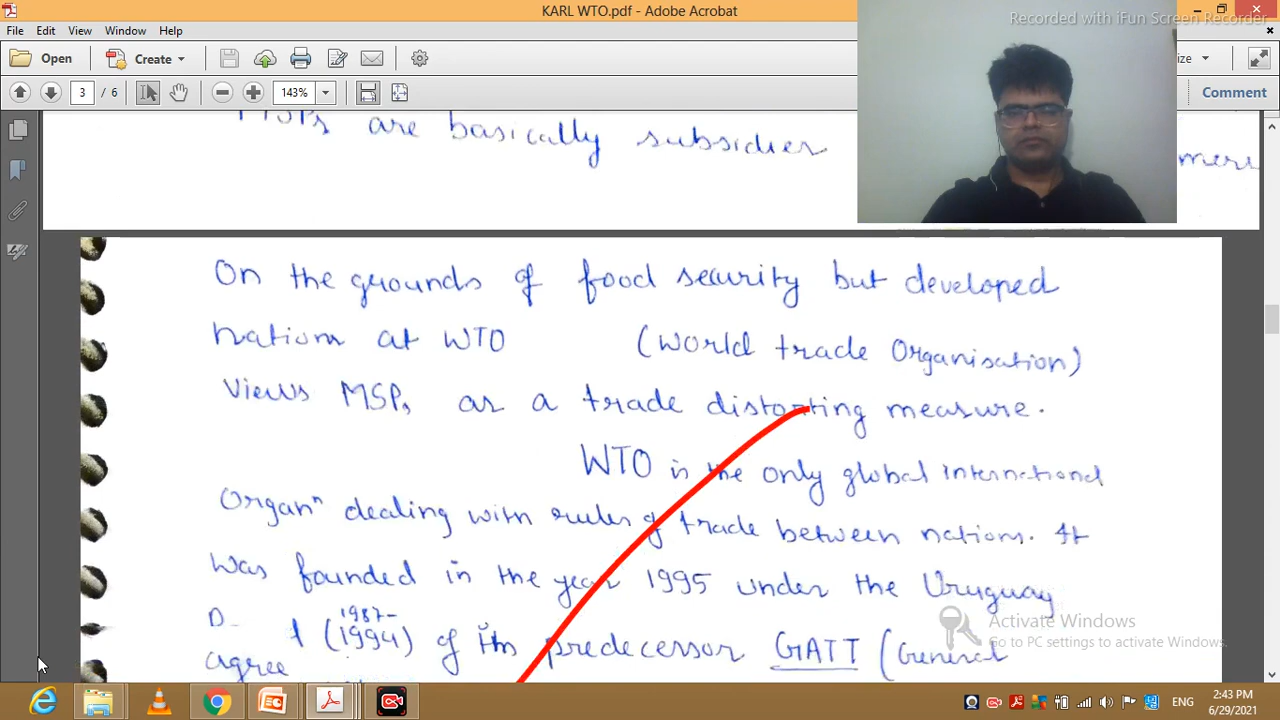 KARL WTO.pdf - Adobe Acrobat
Recorded with iFun Screen Recorder
File Edit View Window Help
Open Create ize
3 / 6 143% Comment
MSPs are basically subsidies mers
On the grounds of food security but developed
Nations at WTO (World trade Organisation)
Views MSPs as a trade distorting measure.
WTO is the only global international
Organⁿ dealing with rules of trade between nations. It
was founded in the year 1995 under the Uruguay
1987-
(1994) of its predecessor GATT (General
agree
Activate Windows
Go to PC settings to activate Windows.
ENG
2:43 PM
6/29/2021